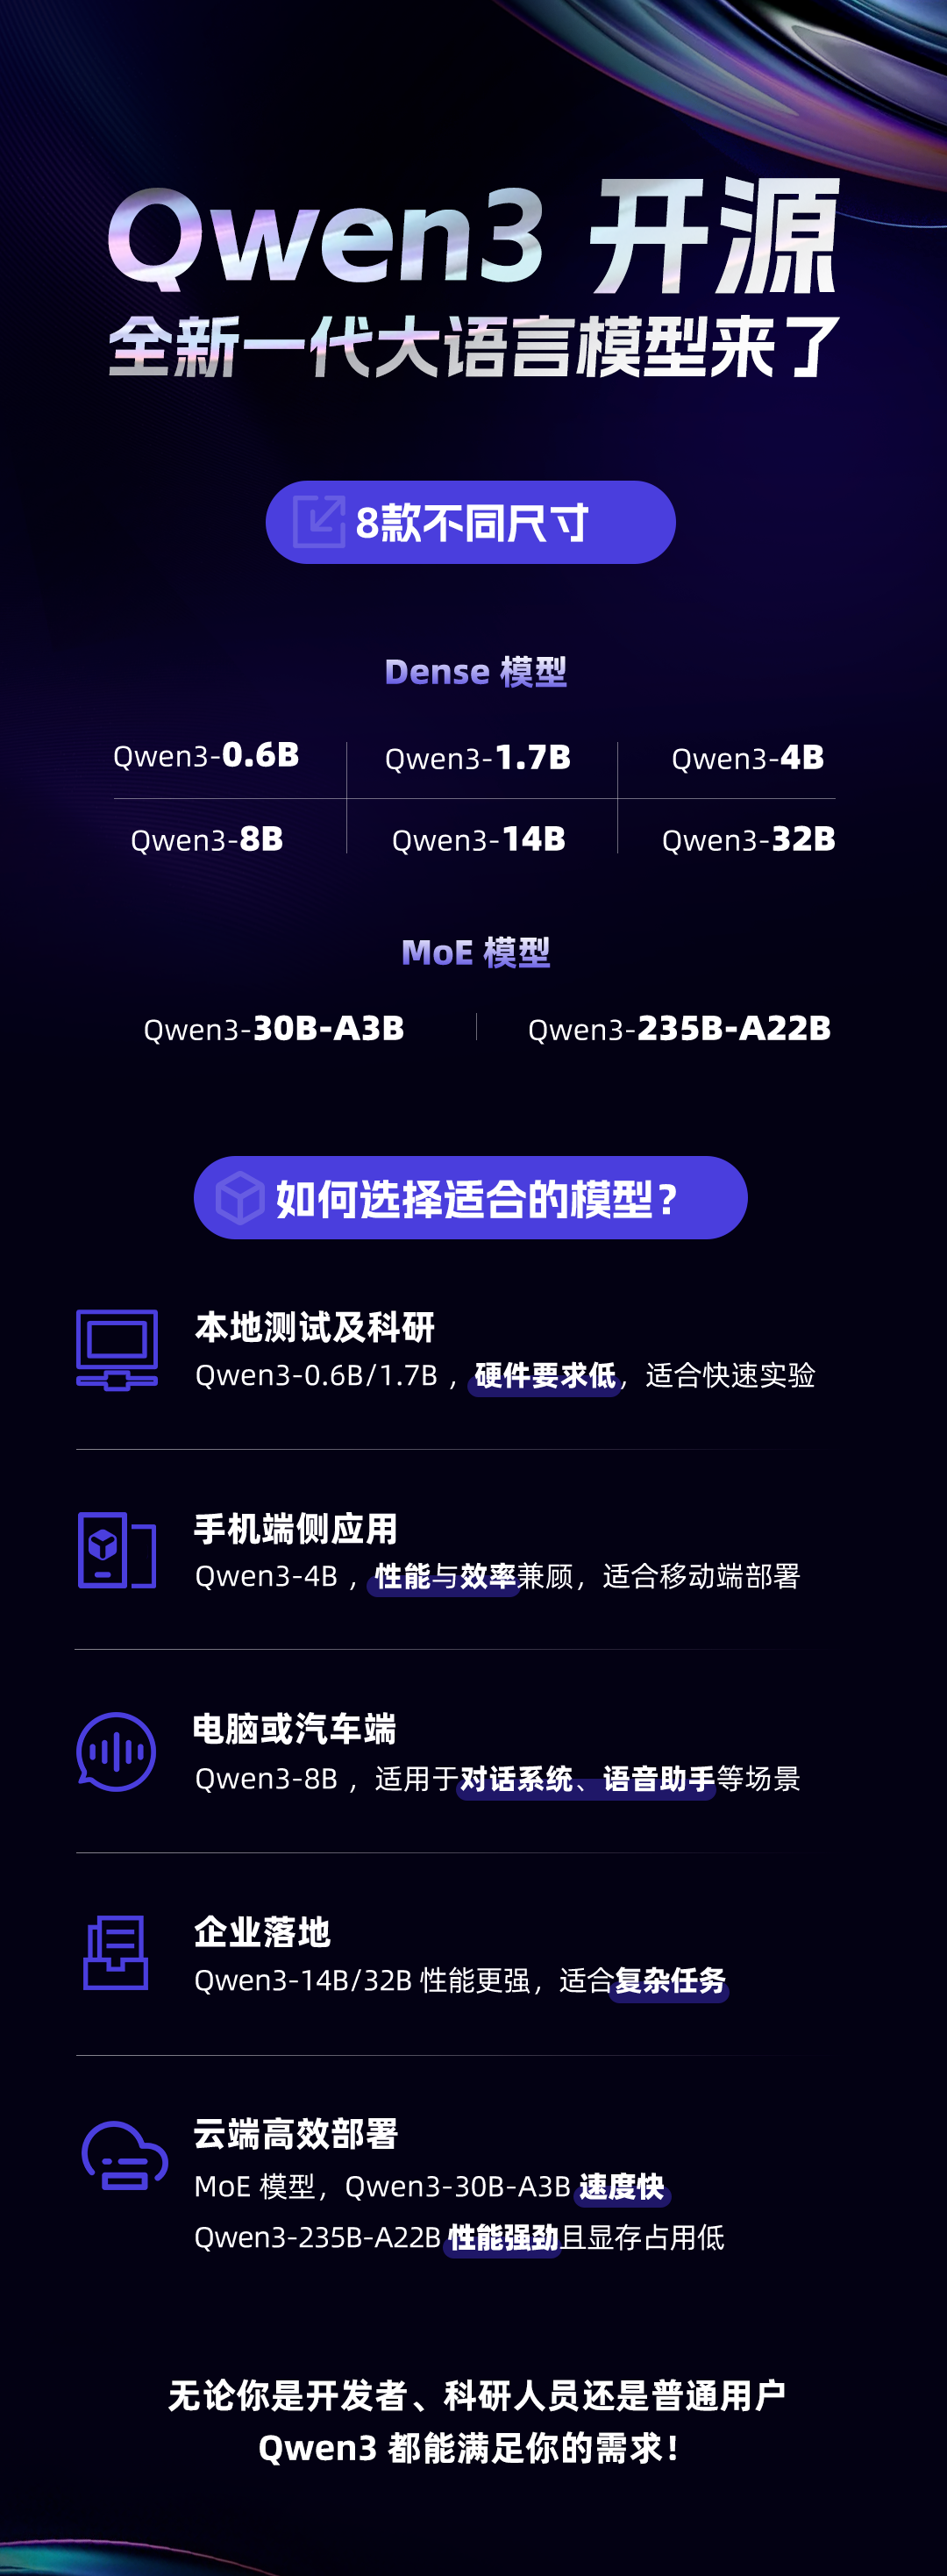 Qwen3 开源
全新一代大语言模型来了
8款不同尺寸
Dense 模型
Qwen3-0.6B
Qwen3-1.7B
Qwen3-4B
Qwen3-8B
Qwen3-14B
Qwen3-32B
MoE 模型
Qwen3-30B-A3B
Qwen3-235B-A22B
如何选择适合的模型?
本地测试及科研
Qwen3-0.6B/1.7B ，硬件要求低，适合快速实验
手机端侧应用
Qwen3-4B ，性能与效率兼顾，适合移动端部署
电脑或汽车端
Qwen3-8B ，适用于对话系统、语音助手等场景
企业落地
Qwen3-14B/32B 性能更强，适合复杂任务
云端高效部署
MoE 模型，Qwen3-30B-A3B 速度快
Qwen3-235B-A22B 性能强劲且显存占用低
无论你是开发者、科研人员还是普通用户
Qwen3 都能满足你的需求!